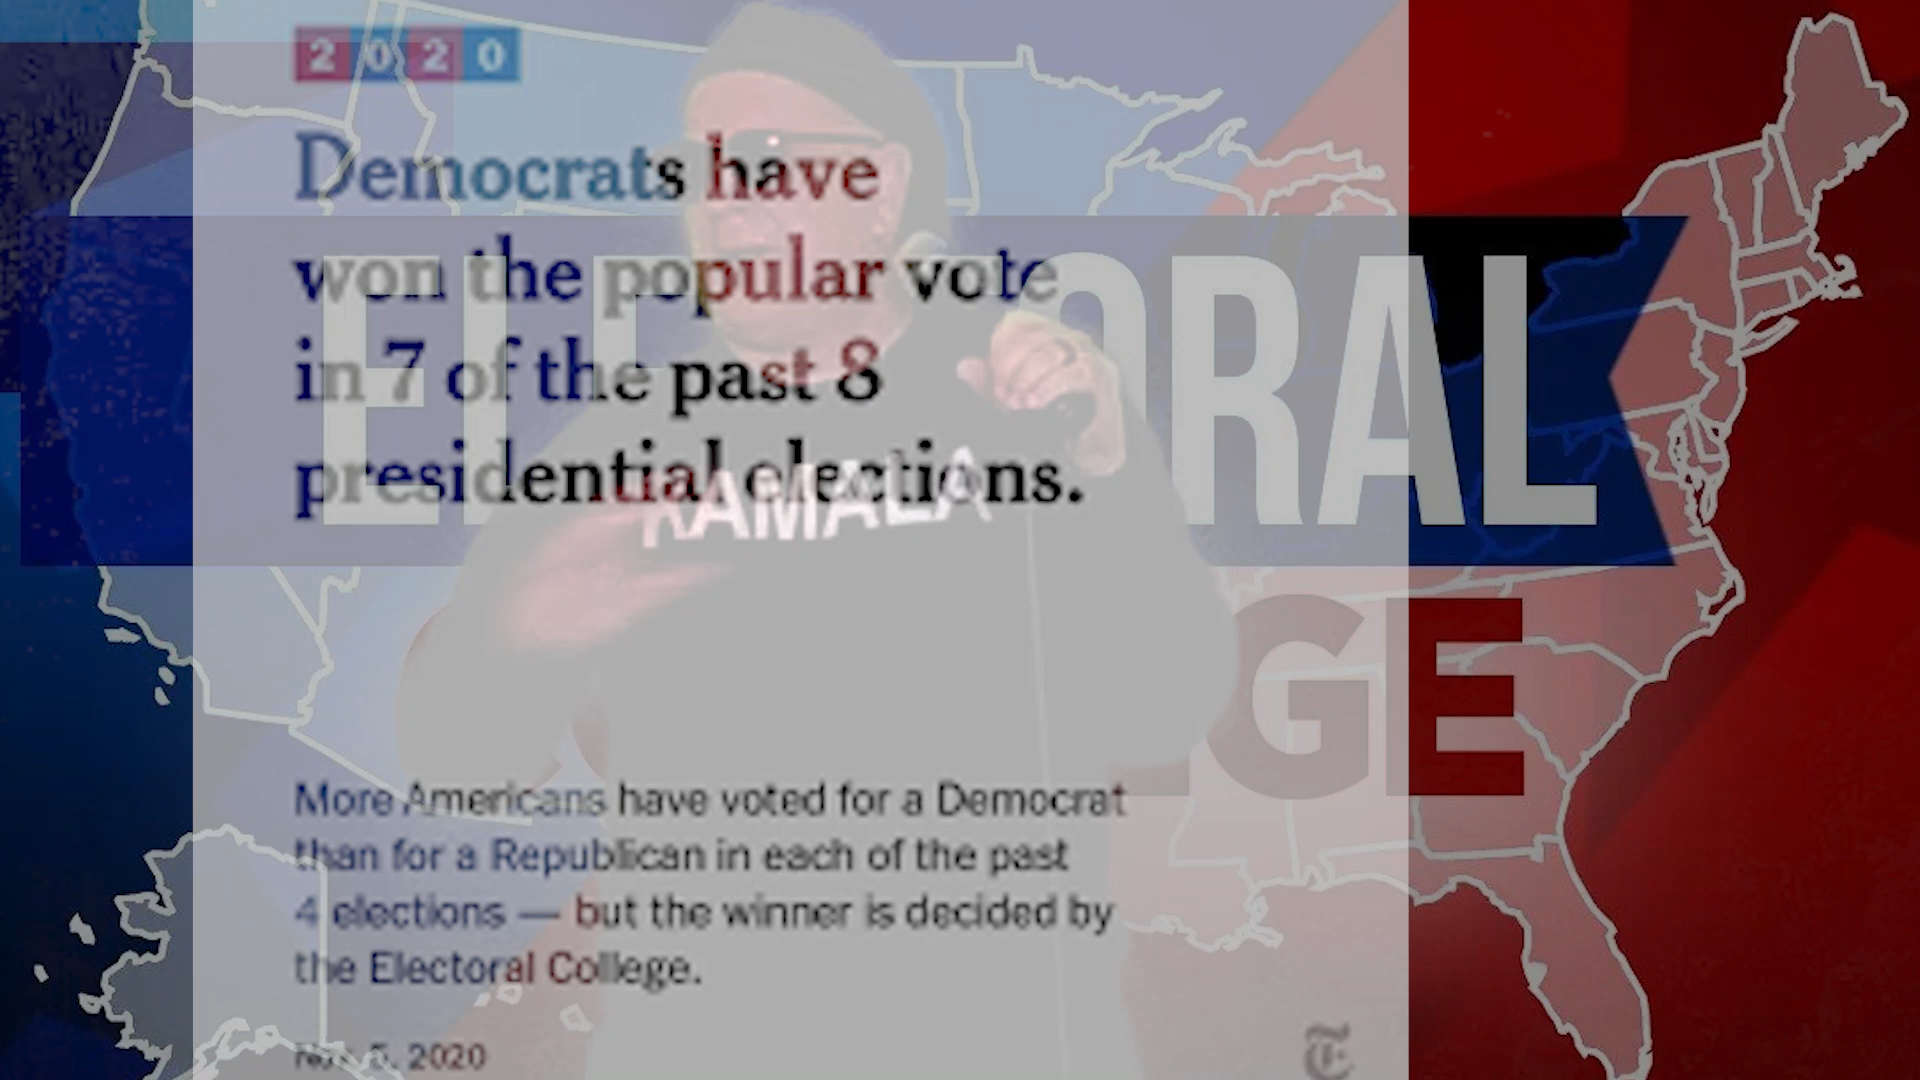 2020
Democrats have
won the popular vote
in 7 of the past 8
presidential elections.
ELECTORAL
KAMALA
GE
More Americans have voted for a Democrat
than for a Republican in each of the past
4 elections — but the winner is decided by
the Electoral College.
Nov. 5, 2020
T